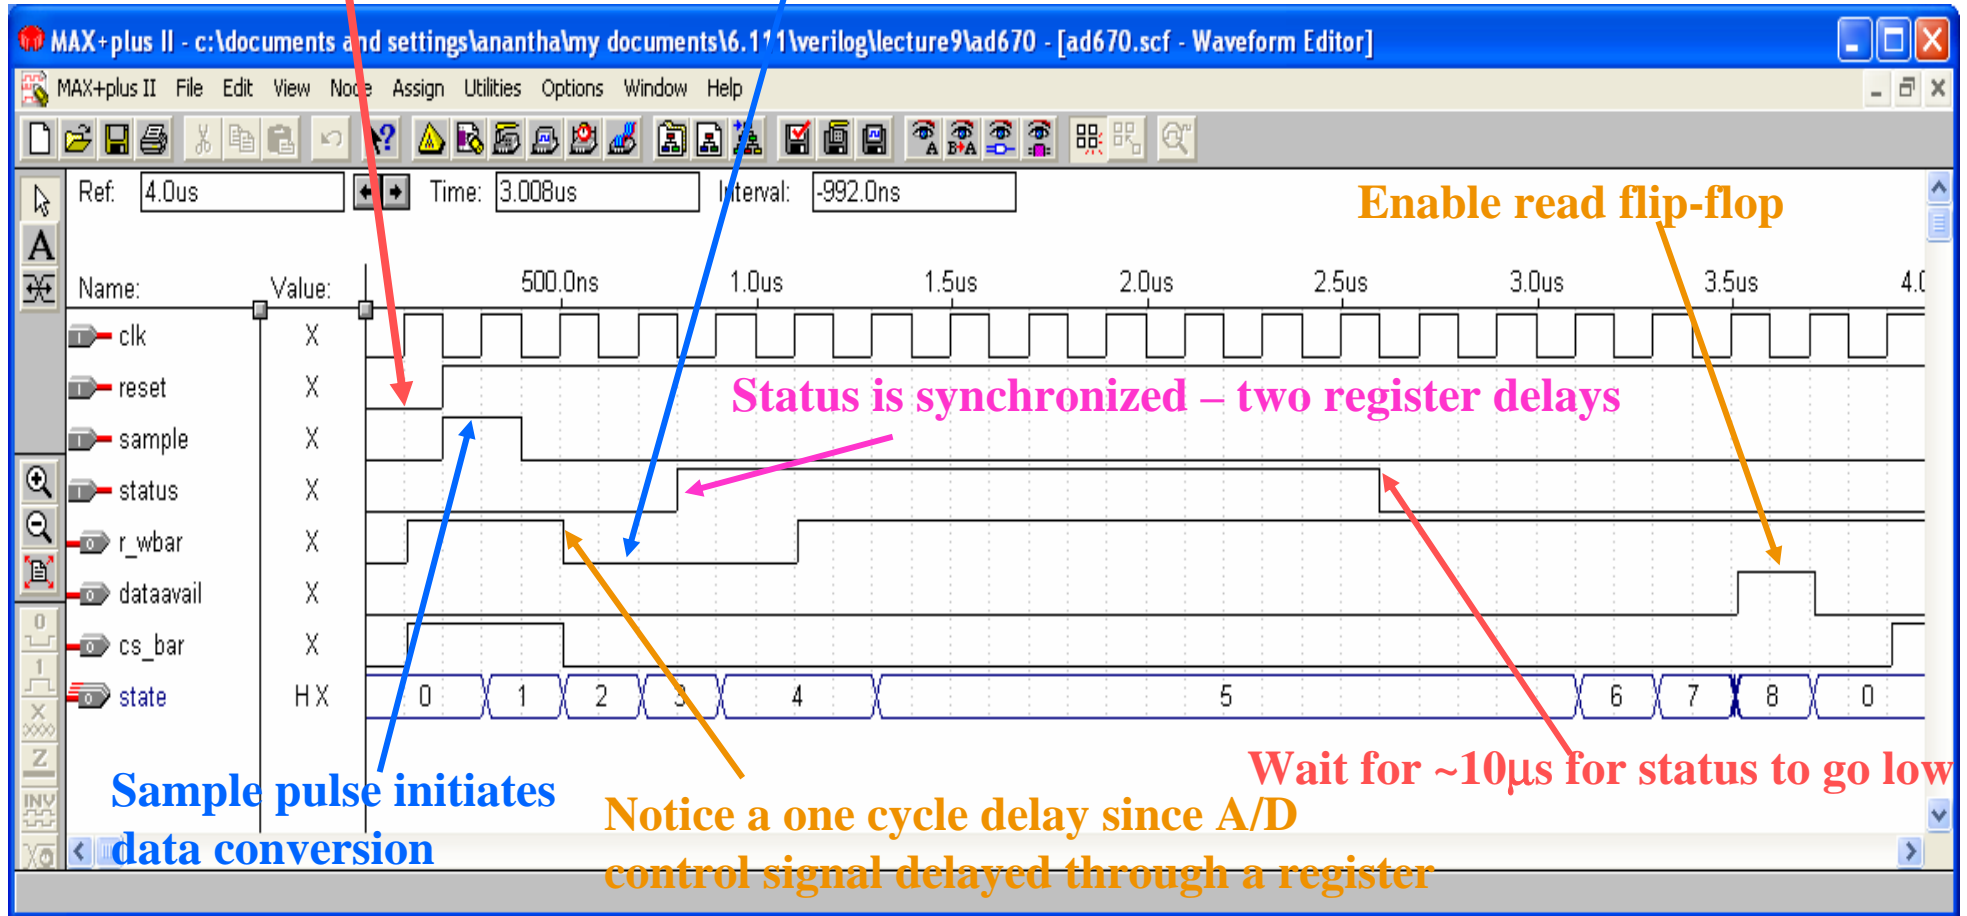 MAX+plus II - c:\documents and settings\anantha\my documents\6.111\verilog\lecture9\ad670 - [ad670.scf - Waveform Editor]
MAX+plus II File Edit View Node Assign Utilities Options Window Help
Ref: 4.0us Time: 3.008us Interval: -992.0ns
Enable read flip-flop
Name: Value: 500.0ns 1.0us 1.5us 2.0us 2.5us 3.0us 3.5us 4.0
clk X
reset X
Status is synchronized – two register delays
sample X
status X
r_wbar X
dataavail X
cs_bar X
state H X 0 1 2 3 4 5 6 7 8 0
Wait for ~10µs for status to go low
Sample pulse initiates
data conversion
Notice a one cycle delay since A/D
control signal delayed through a register